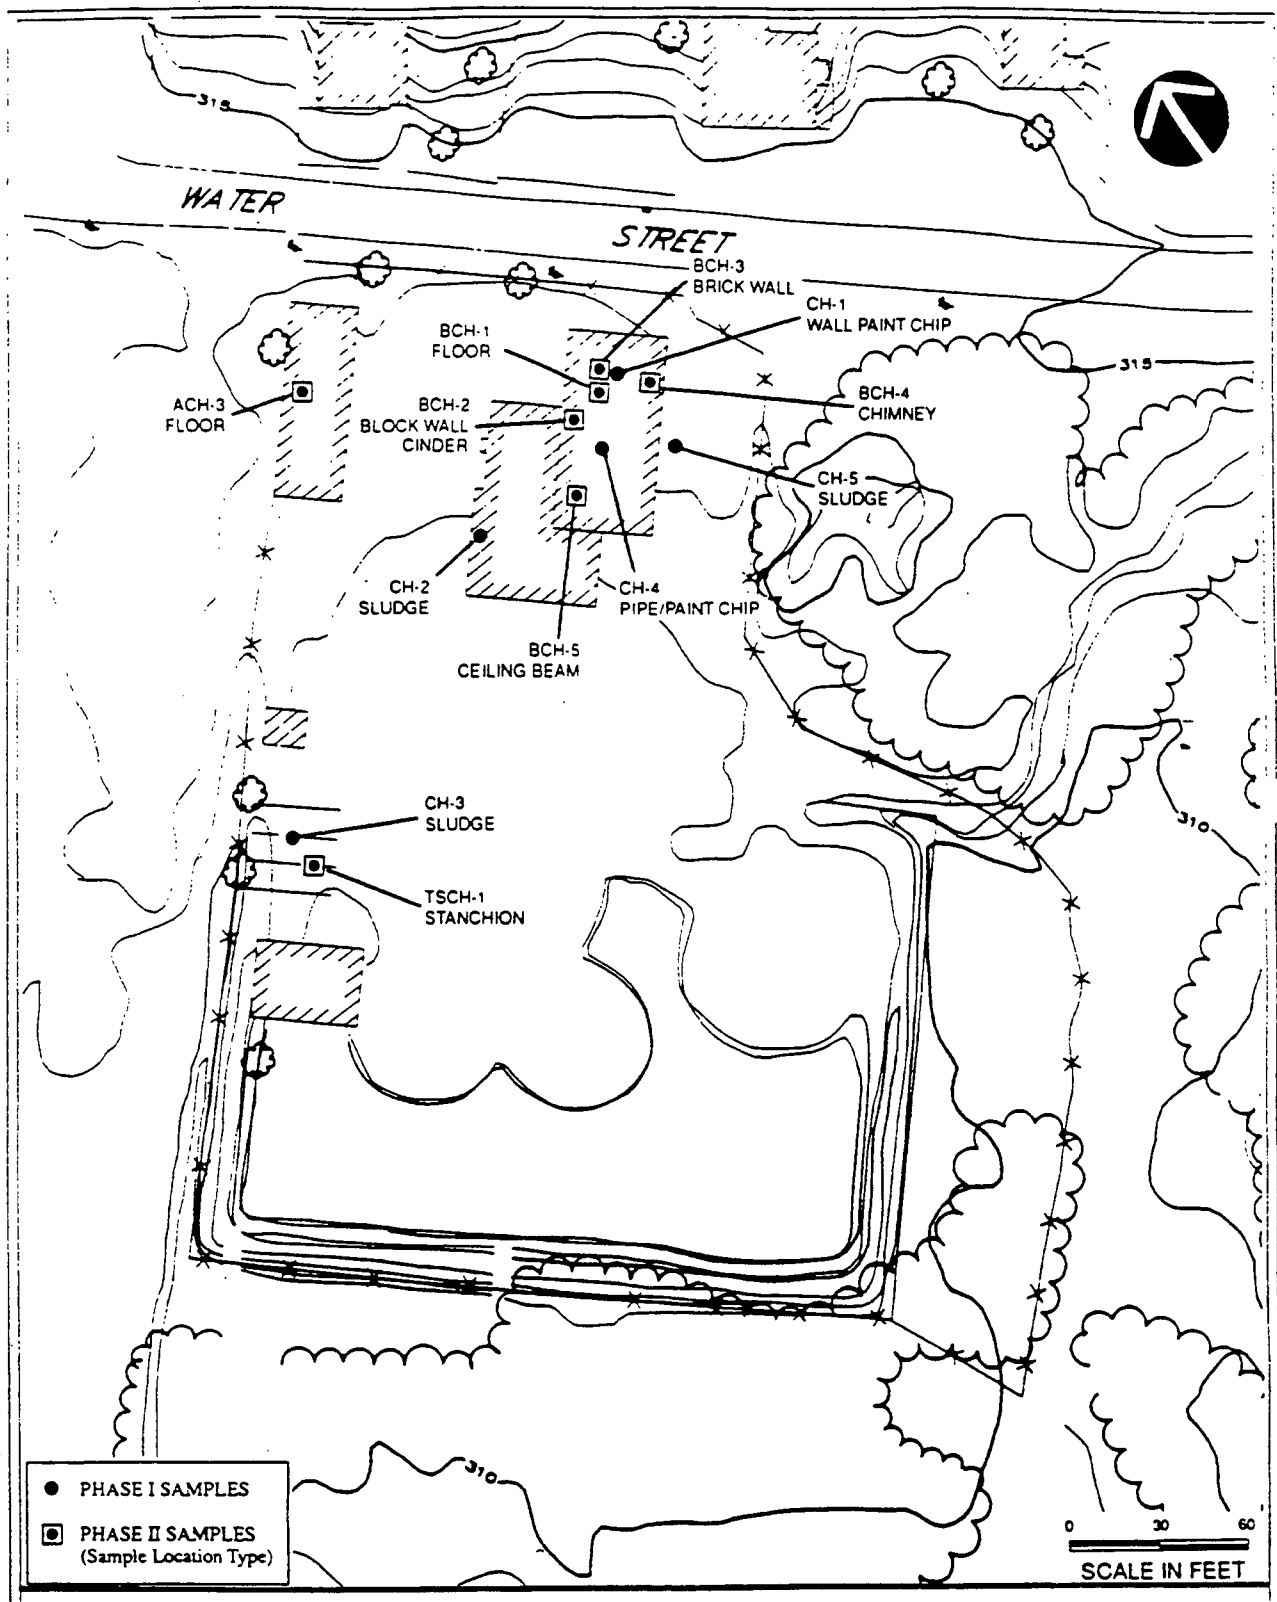 315
WATER
STREET
BCH-3
BRICK WALL
CH-1
WALL PAINT CHIP
BCH-1
FLOOR
315
ACH-3
FLOOR
BCH-2
BLOCK WALL
CINDER
BCH-4
CHIMNEY
CH-5
SLUDGE
CH-2
SLUDGE
CH-4
PIPE/PAINT CHIP
BCH-5
CEILING BEAM
CH-3
SLUDGE
310
TSCH-1
STANCHION
310
PHASE I SAMPLES
PHASE II SAMPLES
(Sample Location Type)
0 30 60
SCALE IN FEET